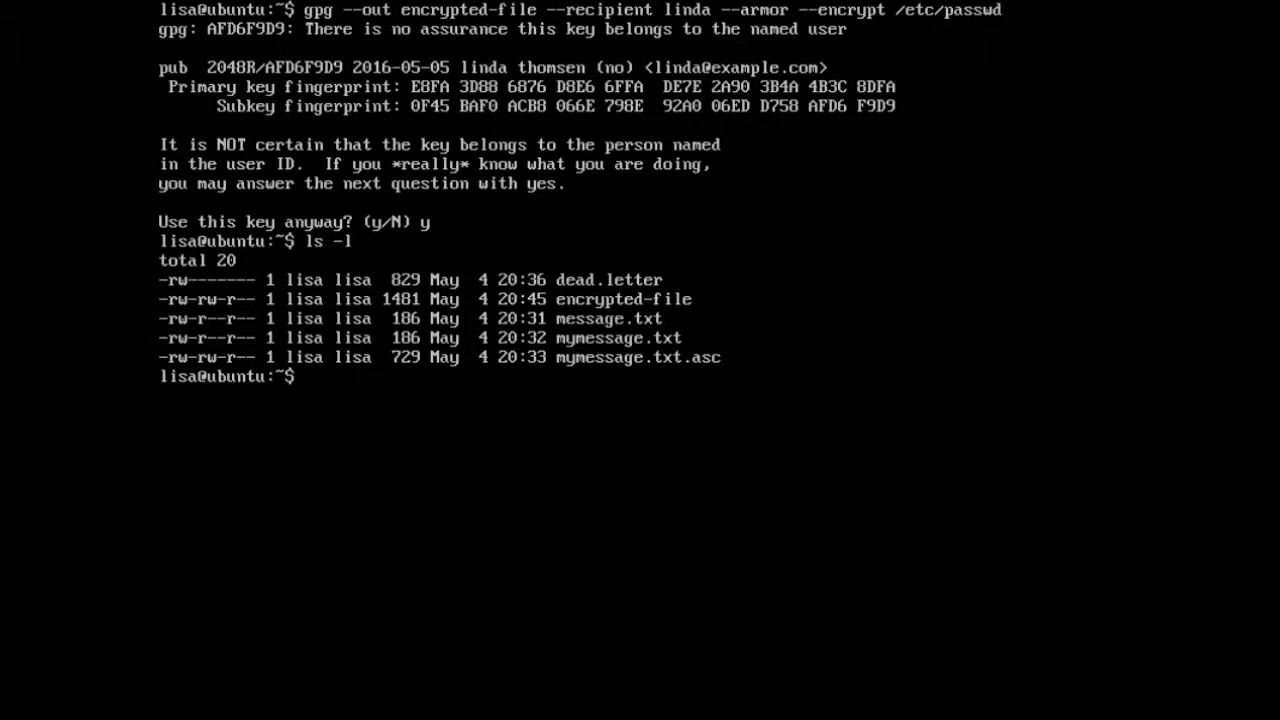 lisa@ubuntu:~$ gpg --out encrypted-file --recipient linda --armor --encrypt /etc/passwd
gpg: AFD6F9D9: There is no assurance this key belongs to the named user
pub  2048R/AFD6F9D9 2016-05-05 linda thomsen (no) <linda@example.com>
Primary key fingerprint: E8FA 3D88 6876 D8E6 6FFA  DE7E 2A90 3B4A 4B3C 8DFA
Subkey fingerprint: 0F45 BAF0 ACB8 066E 798E  92A0 06ED D758 AFD6 F9D9
It is NOT certain that the key belongs to the person named
in the user ID.  If you *really* know what you are doing,
you may answer the next question with yes.
Use this key anyway? (y/N) y
lisa@ubuntu:~$ ls -l
total 20
-rw------- 1 lisa lisa  829 May  4 20:36 dead.letter
-rw-rw-r-- 1 lisa lisa 1481 May  4 20:45 encrypted-file
-rw-r--r-- 1 lisa lisa  186 May  4 20:31 message.txt
-rw-r--r-- 1 lisa lisa  186 May  4 20:32 mymessage.txt
-rw-rw-r-- 1 lisa lisa  729 May  4 20:33 mymessage.txt.asc
lisa@ubuntu:~$